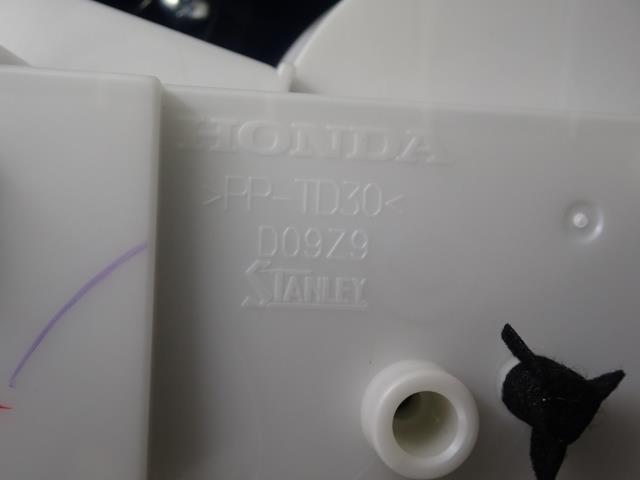 HONDA
>PP-TD30<
D09Z9
STANLEY